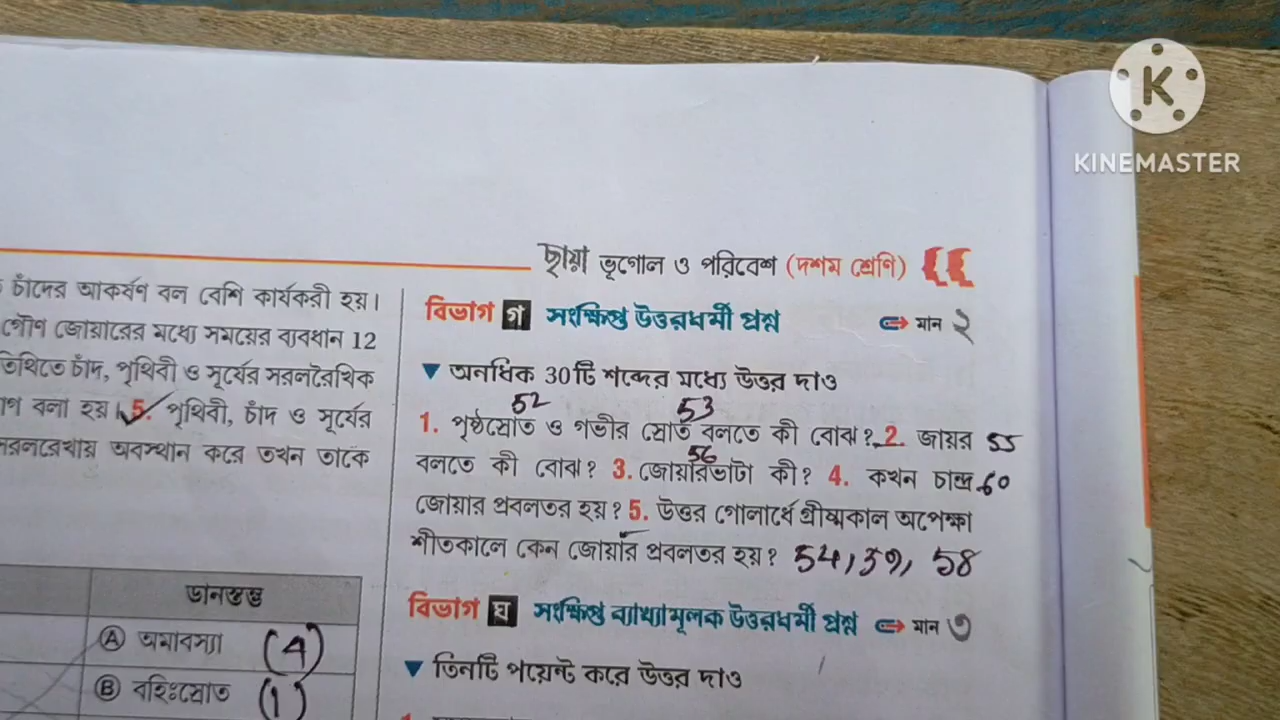 K
KINEMASTER
ছায়া ভূগোল ও পরিবেশ (দশম শ্রেণি)
চাঁদের আকর্ষণ বল বেশি কার্যকরী হয়।
গৌণ জোয়ারের মধ্যে সময়ের ব্যবধান 12
তিথিতে চাঁদ, পৃথিবী ও সূর্যের সরলরৈখিক
বলা হয়। 5. পৃথিবী, চাঁদ ও সূর্যের
সরলরেখায় অবস্থান করে তখন তাকে
ডানস্তম্ভ
A অমাবস্যা (4)
B বহিঃস্রোত (1)
বিভাগ গ সংক্ষিপ্ত উত্তরধর্মী প্রশ্ন মান ২
অনধিক 30টি শব্দের মধ্যে উত্তর দাও
52 53
1. পৃষ্ঠস্রোত ও গভীর স্রোত বলতে কী বোঝ? 2. জায়র 55
56
বলতে কী বোঝ? 3. জোয়ারভাটা কী? 4. কখন চান্দ্র 60
জোয়ার প্রবলতর হয়? 5. উত্তর গোলার্ধে গ্রীষ্মকাল অপেক্ষা
শীতকালে কেন জোয়ার প্রবলতর হয়? 54, 59, 58
বিভাগ ঘ সংক্ষিপ্ত ব্যাখ্যামূলক উত্তরধর্মী প্রশ্ন মান ৩
তিনটি পয়েন্ট করে উত্তর দাও